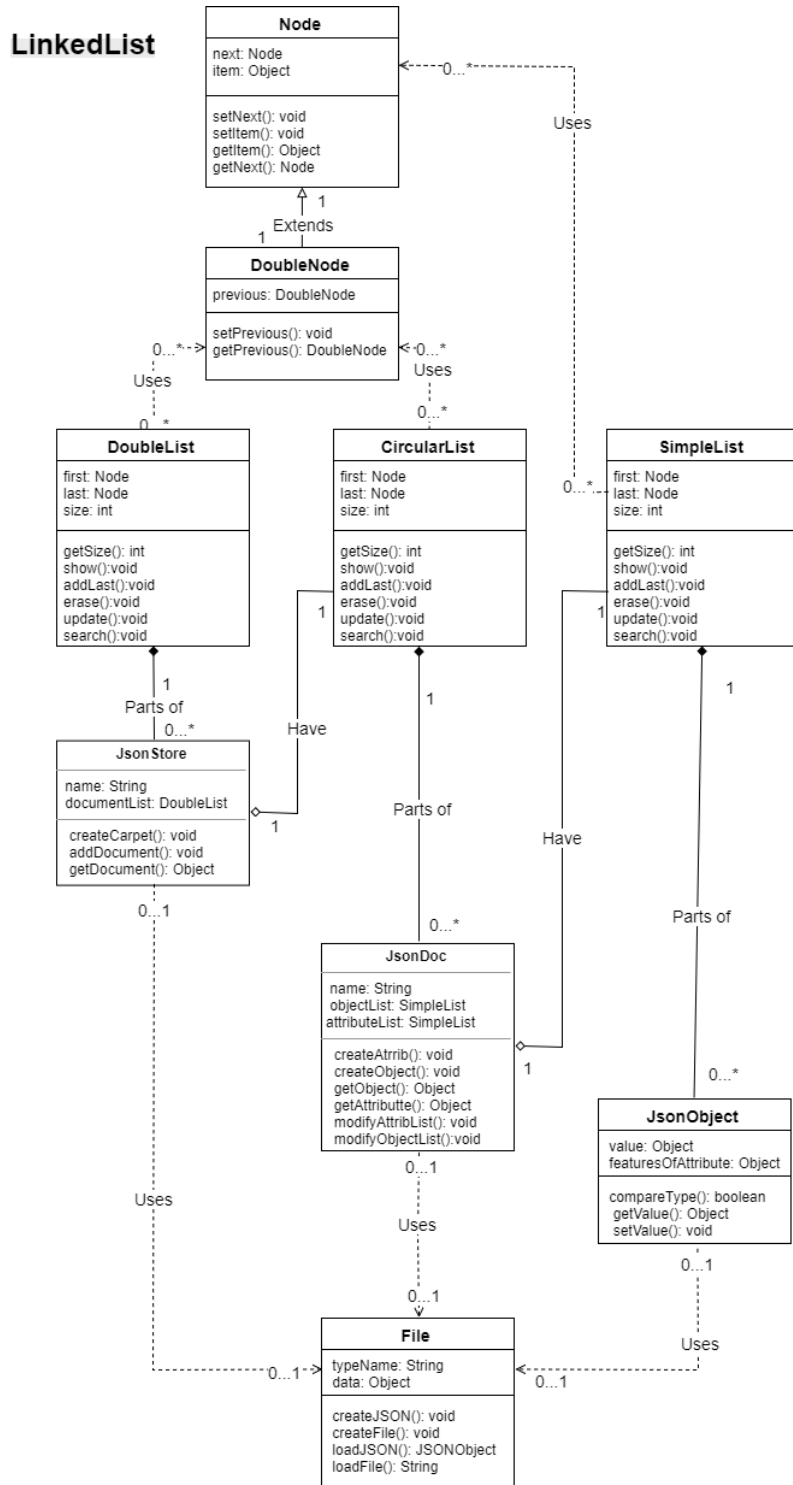 LinkedList
Node
next: Node
item: Object
setNext(): void
setItem(): void
getItem(): Object
getNext(): Node
0...*
Uses
1
Extends
1
DoubleNode
previous: DoubleNode
setPrevious(): void
getPrevious(): DoubleNode
0...*
Uses
0...*
0...*
Uses
0...*
DoubleList
first: Node
last: Node
size: int
getSize(): int
show():void
addLast():void
erase():void
update():void
search():void
CircularList
first: Node
last: Node
size: int
getSize(): int
show():void
addLast():void
erase():void
update():void
search():void
0...*
SimpleList
first: Node
last: Node
size: int
getSize(): int
show():void
addLast():void
erase():void
update():void
search():void
1
Parts of
0...*
1
Have
1
JsonStore
name: String
documentList: DoubleList
createCarpet(): void
addDocument(): void
getDocument(): Object
1
Parts of
0...*
1
Have
1
JsonDoc
name: String
objectList: SimpleList
attributeList: SimpleList
createAtrrib(): void
createObject(): void
getObject(): Object
getAttributte(): Object
modifyAttribList(): void
modifyObjectList():void
1
Parts of
0...*
JsonObject
value: Object
featuresOfAttribute: Object
compareType(): boolean
getValue(): Object
setValue(): void
0...1
Uses
0...1
0...1
Uses
0...1
0...1
Uses
0...1
File
typeName: String
data: Object
createJSON(): void
createFile(): void
loadJSON(): JSONObject
loadFile(): String